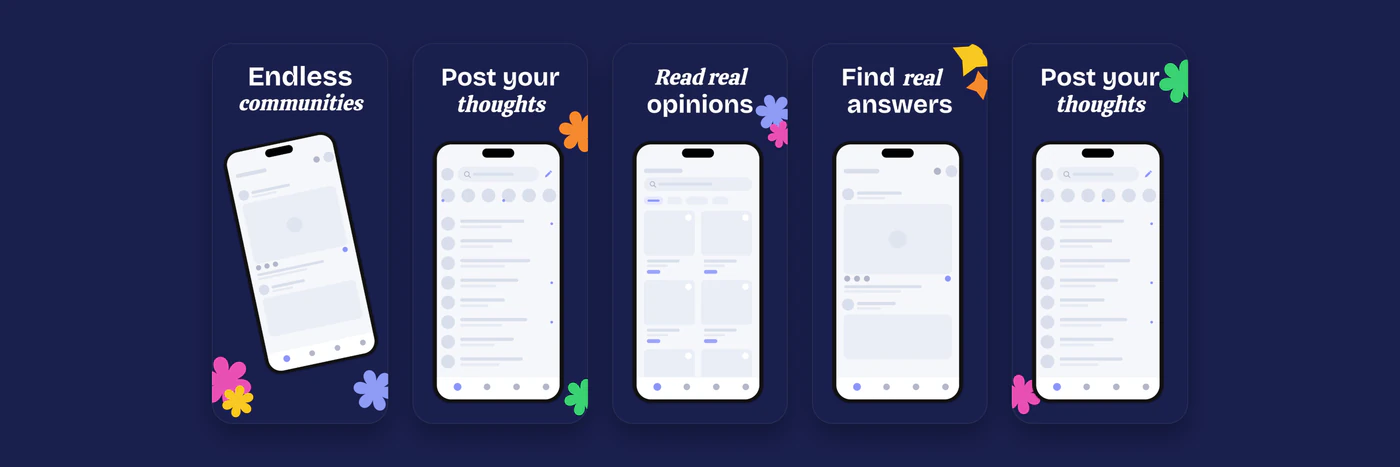 Endless
communities
Post your
thoughts
Read real
opinions
Find real
answers
Post your
thoughts